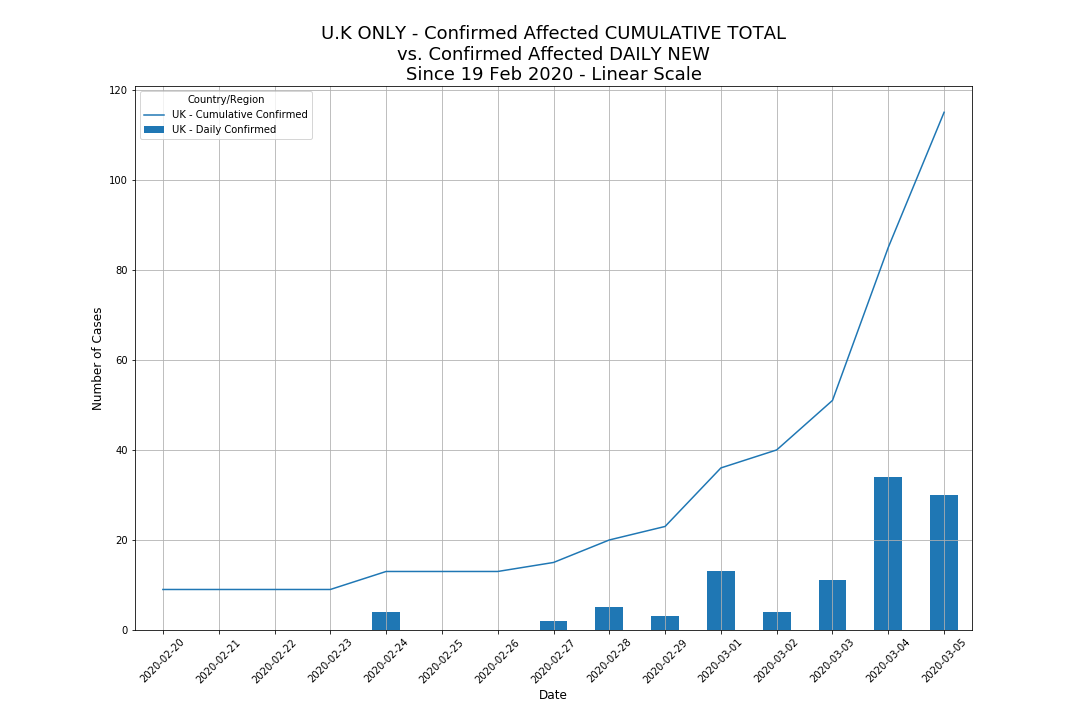 U.K ONLY - Confirmed Affected CUMULATIVE TOTAL
vs. Confirmed Affected DAILY NEW
Since 19 Feb 2020 - Linear Scale
Country/Region
UK - Cumulative Confirmed
UK - Daily Confirmed
Number of Cases
120
100
80
60
40
20
0
2020-02-20
2020-02-21
2020-02-22
2020-02-23
2020-02-24
2020-02-25
2020-02-26
2020-02-27
2020-02-28
2020-02-29
2020-03-01
2020-03-02
2020-03-03
2020-03-04
2020-03-05
Date